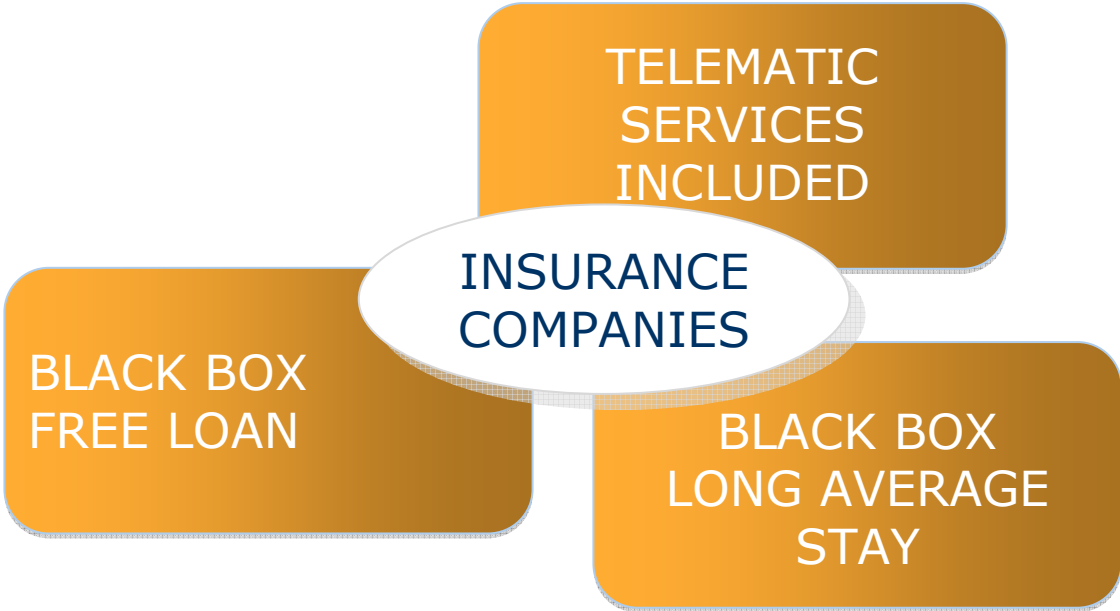 TELEMATIC
SERVICES
INCLUDED
INSURANCE
COMPANIES
BLACK BOX
FREE LOAN
BLACK BOX
LONG AVERAGE
STAY